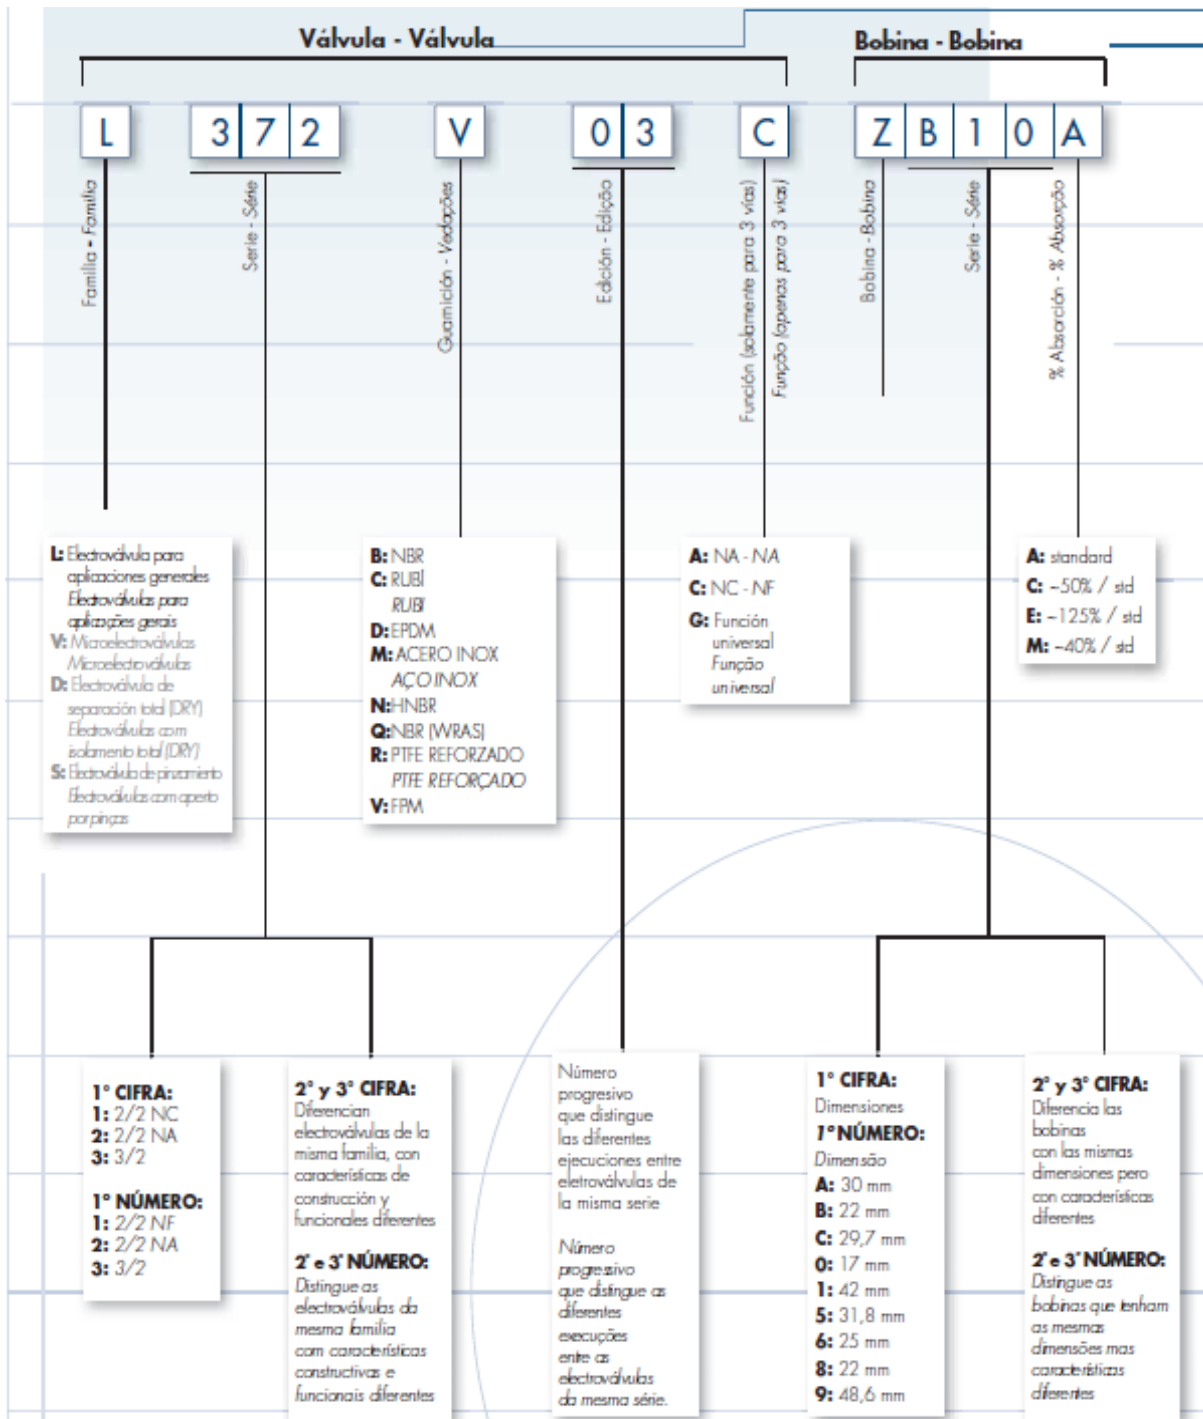 Válvula - Válvula
Bobina - Bobina
L
3 7 2
V
0 3
C
Z B 1 0 A
Familia - Família
Serie - Série
Guarnición - Vedações
Edición - Edição
Función (solamente para 3 vías)
Função (apenas para 3 vias)
Bobina - Bobina
Serie - Série
% Absorción - % Absorção
L: Electroválvula para
aplicaciones generales
Electroválvulas para
aplicações gerais
V: Microelectroválvulas
Microelectroválvulas
D: Electroválvula de
separación total (DRY)
Electroválvulas com
isolamento total (DRY)
S: Electroválvula de pinzamiento
Electroválvulas com aperto
por pinças
B: NBR
C: RUBÍ
RUBI
D: EPDM
M: ACERO INOX
AÇO INOX
N: HNBR
Q: NBR (WRAS)
R: PTFE REFORZADO
PTFE REFORÇADO
V: FPM
A: NA - NA
C: NC - NF
G: Función
universal
Função
universal
A: standard
C: ~50% / std
E: ~125% / std
M: ~40% / std
1° CIFRA:
1: 2/2 NC
2: 2/2 NA
3: 3/2
1° NÚMERO:
1: 2/2 NF
2: 2/2 NA
3: 3/2
2° y 3° CIFRA:
Diferencian
electroválvulas de la
misma familia, con
características de
construcción y
funcionales diferentes
2° e 3° NÚMERO:
Distingue as
electroválvulas da
mesma familia
com características
constructivas e
funcionais diferentes
Número
progresivo
que distingue
las diferentes
ejecuciones entre
eletroválvulas de
la misma serie
Número
progressivo
que distingue as
diferentes
execuções
entre as
electroválvulas
da mesma série.
1° CIFRA:
Dimensiones
1° NÚMERO:
Dimensão
A: 30 mm
B: 22 mm
C: 29,7 mm
0: 17 mm
1: 42 mm
5: 31,8 mm
6: 25 mm
8: 22 mm
9: 48,6 mm
2° y 3° CIFRA:
Diferencia las
bobinas
con las mismas
dimensiones pero
con características
diferentes
2° e 3° NÚMERO:
Distingue as
bobinas que tenham
as mesmas
dimensões mas
características
diferentes